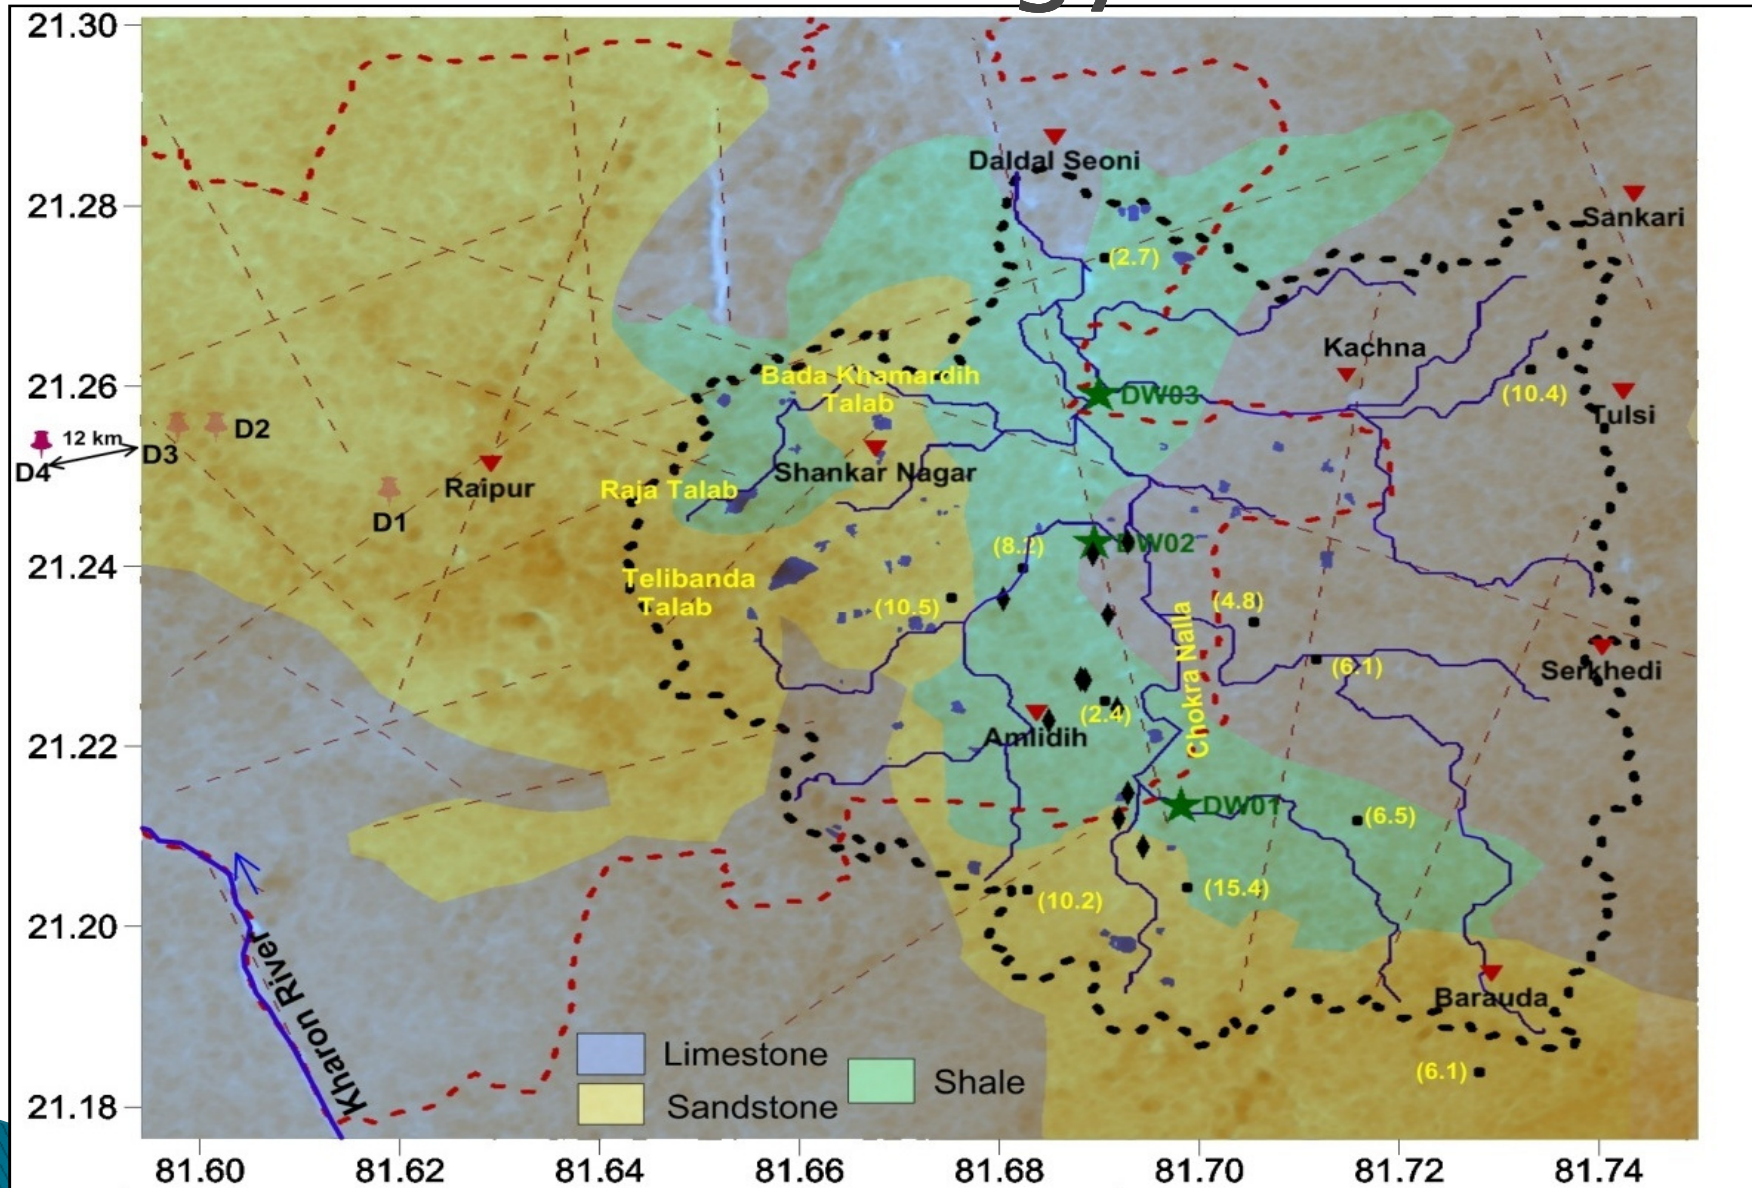 21.30
21.28
21.26
21.24
21.22
21.20
21.18
81.60
81.62
81.64
81.66
81.68
81.70
81.72
81.74
Daldal Seoni
Sankari
(2.7)
Kachna
Bada Khamardih
Talab
(10.4)
DW03
Tulsi
D2
12 km
D3
D4
Shankar Nagar
Raipur
Raja Talab
D1
(8.2)
DW02
Telibanda
Talab
(10.5)
(4.8)
Chokra Nalla
(6.1)
Serkhedi
(2.4)
Amlidih
DW01
(6.5)
(15.4)
(10.2)
Kharon River
Barauda
(6.1)
Limestone
Sandstone
Shale